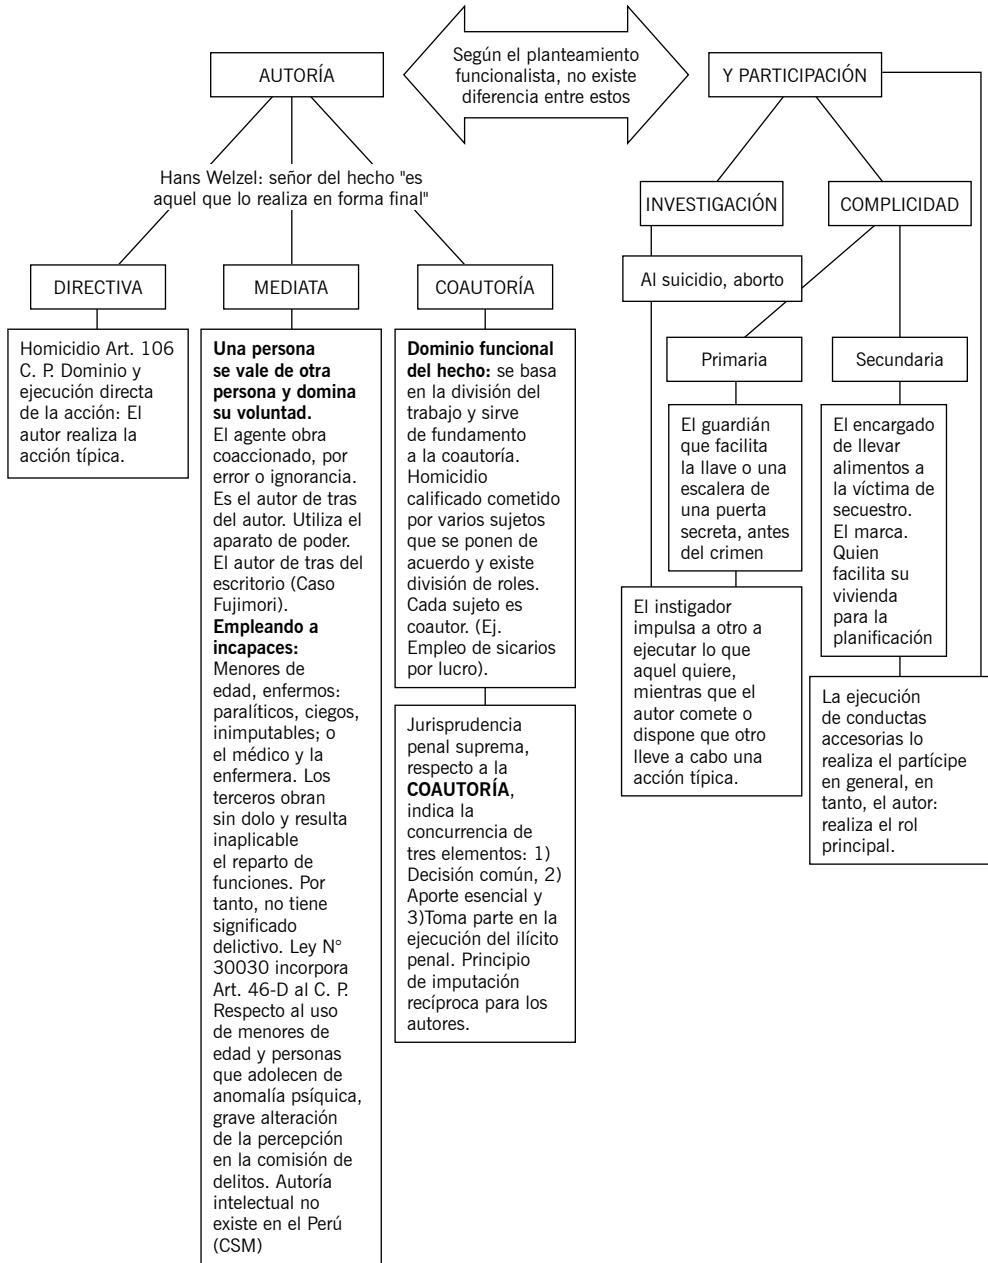 AUTORÍA
Según el planteamiento
funcionalista, no existe
diferencia entre estos
Y PARTICIPACIÓN
Hans Welzel: señor del hecho "es
aquel que lo realiza en forma final"
INVESTIGACIÓN
COMPLICIDAD
DIRECTIVA
MEDIATA
COAUTORÍA
Al suicidio, aborto
Homicidio Art. 106
C. P. Dominio y
ejecución directa
de la acción: El
autor realiza la
acción típica.
Una persona
se vale de otra
persona y domina
su voluntad.
El agente obra
coaccionado, por
error o ignorancia.
Es el autor de tras
del autor. Utiliza el
aparato de poder.
El autor de tras del
escritorio (Caso
Fujimori).
Empleando a
incapaces:
Menores de
edad, enfermos:
paralíticos, ciegos,
inimputables; o
el médico y la
enfermera. Los
terceros obran
sin dolo y resulta
inaplicable
el reparto de
funciones. Por
tanto, no tiene
significado
delictivo. Ley N°
30030 incorpora
Art. 46-D al C. P.
Respecto al uso
de menores de
edad y personas
que adolecen de
anomalía psíquica,
grave alteración
de la percepción
en la comisión de
delitos. Autoría
intelectual no
existe en el Perú
(CSM)
Dominio funcional
del hecho: se basa
en la división del
trabajo y sirve
de fundamento
a la coautoría.
Homicidio
calificado cometido
por varios sujetos
que se ponen de
acuerdo y existe
división de roles.
Cada sujeto es
coautor. (Ej.
Empleo de sicarios
por lucro).
Jurisprudencia
penal suprema,
respecto a la
COAUTORÍA,
indica la
concurrencia de
tres elementos: 1)
Decisión común, 2)
Aporte esencial y
3)Toma parte en la
ejecución del ilícito
penal. Principio
de imputación
recíproca para los
autores.
Primaria
Secundaria
El guardián
que facilita
la llave o una
escalera de
una puerta
secreta, antes
del crimen
El encargado
de llevar
alimentos a
la víctima de
secuestro.
El marca.
Quien
facilita su
vivienda
para la
planificación
El instigador
impulsa a otro a
ejecutar lo que
aquel quiere,
mientras que el
autor comete o
dispone que otro
lleve a cabo una
acción típica.
La ejecución
de conductas
accesorias lo
realiza el partícipe
en general, en
tanto, el autor:
realiza el rol
principal.